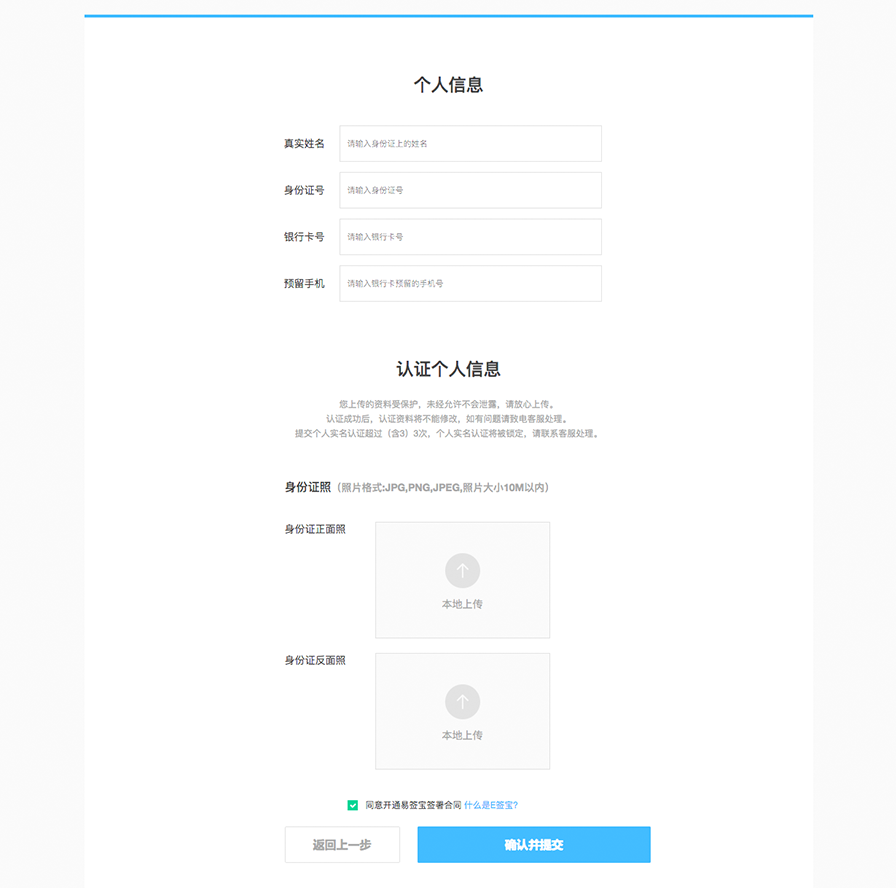 个人信息
真实姓名 请输入身份证上的姓名
身份证号 请输入身份证号
银行卡号 请输入银行卡号
预留手机 请输入银行卡预留的手机号
认证个人信息
您上传的资料受保护，未经允许不会泄露，请放心上传。
认证成功后，认证资料将不能修改，如有问题请致电客服处理。
提交个人实名认证超过（含3）3次，个人实名认证将被锁定，请联系客服处理。
身份证照（照片格式:JPG,PNG,JPEG,照片大小10M以内）
身份证正面照
本地上传
身份证反面照
本地上传
同意开通易签宝签署合同 什么是E签宝?
返回上一步 确认并提交